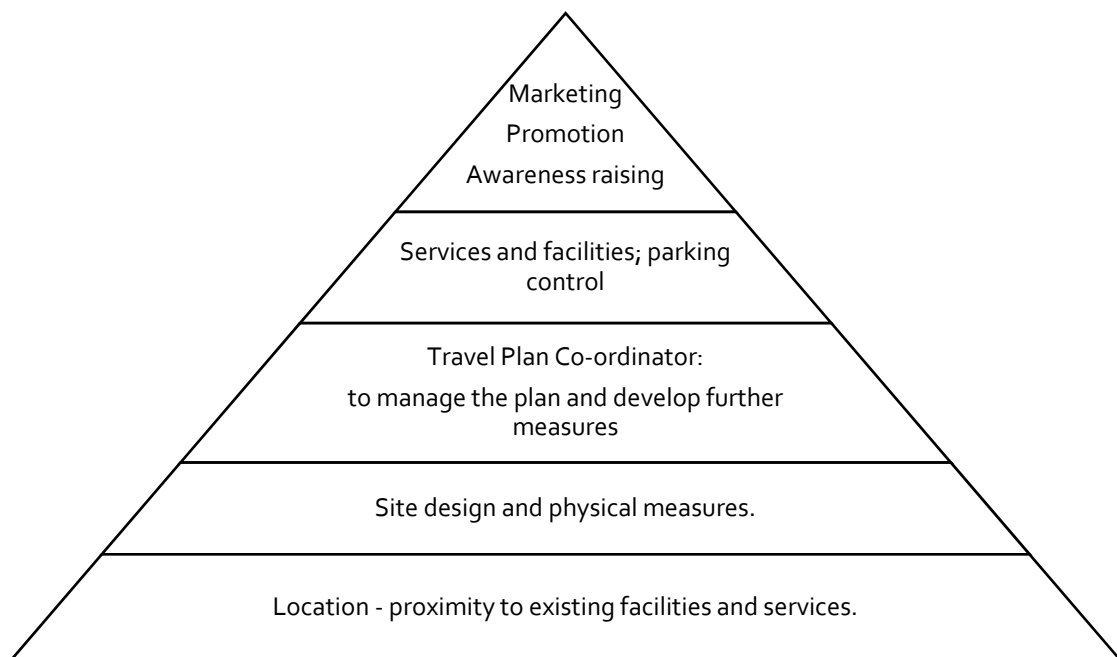 Marketing
Promotion
Awareness raising
Services and facilities; parking
control
Travel Plan Co-ordinator:
to manage the plan and develop further
measures
Site design and physical measures.
Location - proximity to existing facilities and services.